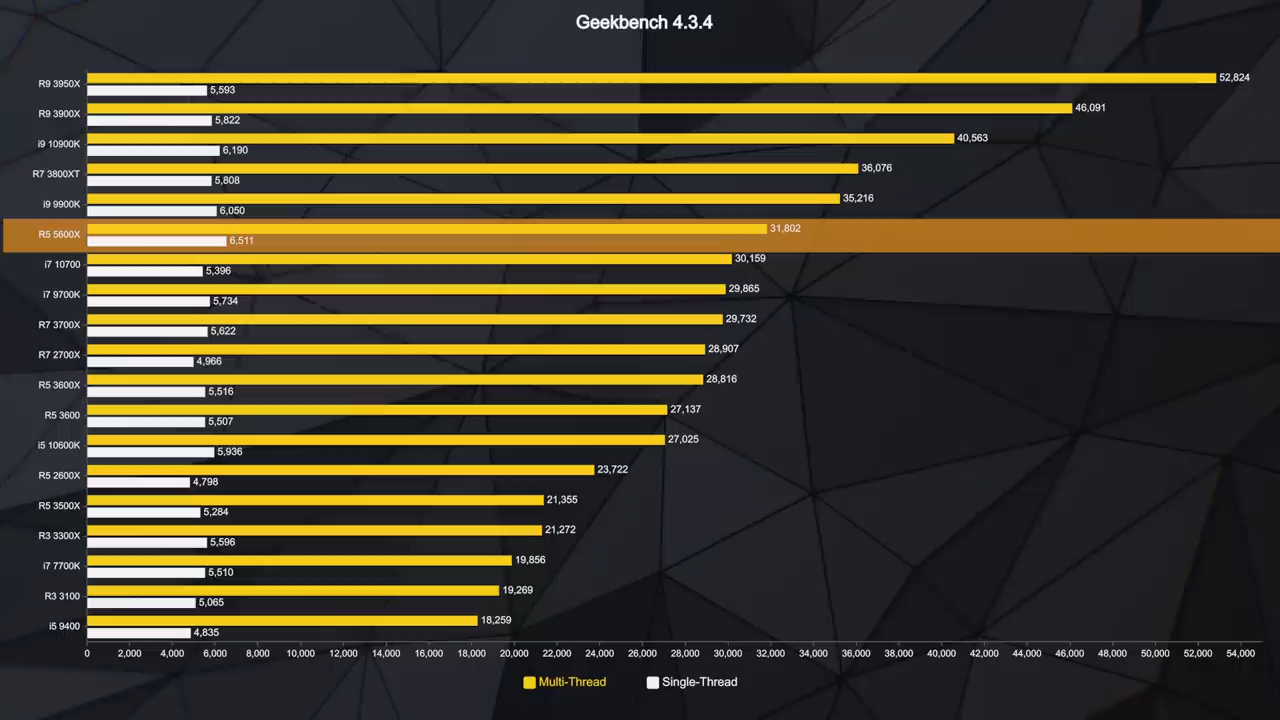 Geekbench 4.3.4
R9 3950X 52,824
5,593
R9 3900X 46,091
5,822
i9 10900K 40,563
6,190
R7 3800XT 36,076
5,808
i9 9900K 35,216
6,050
R5 5600X 31,802
6,511
i7 10700 30,159
5,396
i7 9700K 29,865
5,734
R7 3700X 29,732
5,622
R7 2700X 28,907
4,966
R5 3600X 28,816
5,516
R5 3600 27,137
5,507
i5 10600K 27,025
5,936
R5 2600X 23,722
4,798
R5 3500X 21,355
5,284
R3 3300X 21,272
5,596
i7 7700K 19,856
5,510
R3 3100 19,269
5,065
i5 9400 18,259
4,835
0 2,000 4,000 6,000 8,000 10,000 12,000 14,000 16,000 18,000 20,000 22,000 24,000 26,000 28,000 30,000 32,000 34,000 36,000 38,000 40,000 42,000 44,000 46,000 48,000 50,000 52,000 54,000
Multi-Thread Single-Thread